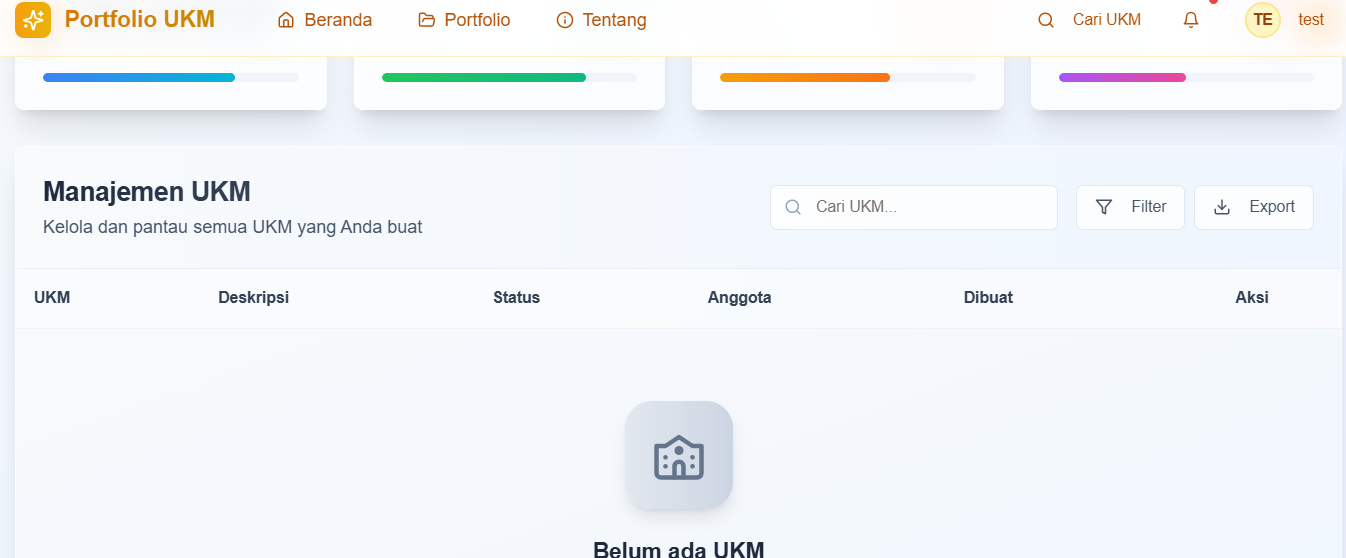 Portfolio UKM
Beranda
Portfolio
Tentang
Cari UKM
TE
test
Manajemen UKM
Kelola dan pantau semua UKM yang Anda buat
Cari UKM...
Filter
Export
UKM
Deskripsi
Status
Anggota
Dibuat
Aksi
Belum ada UKM